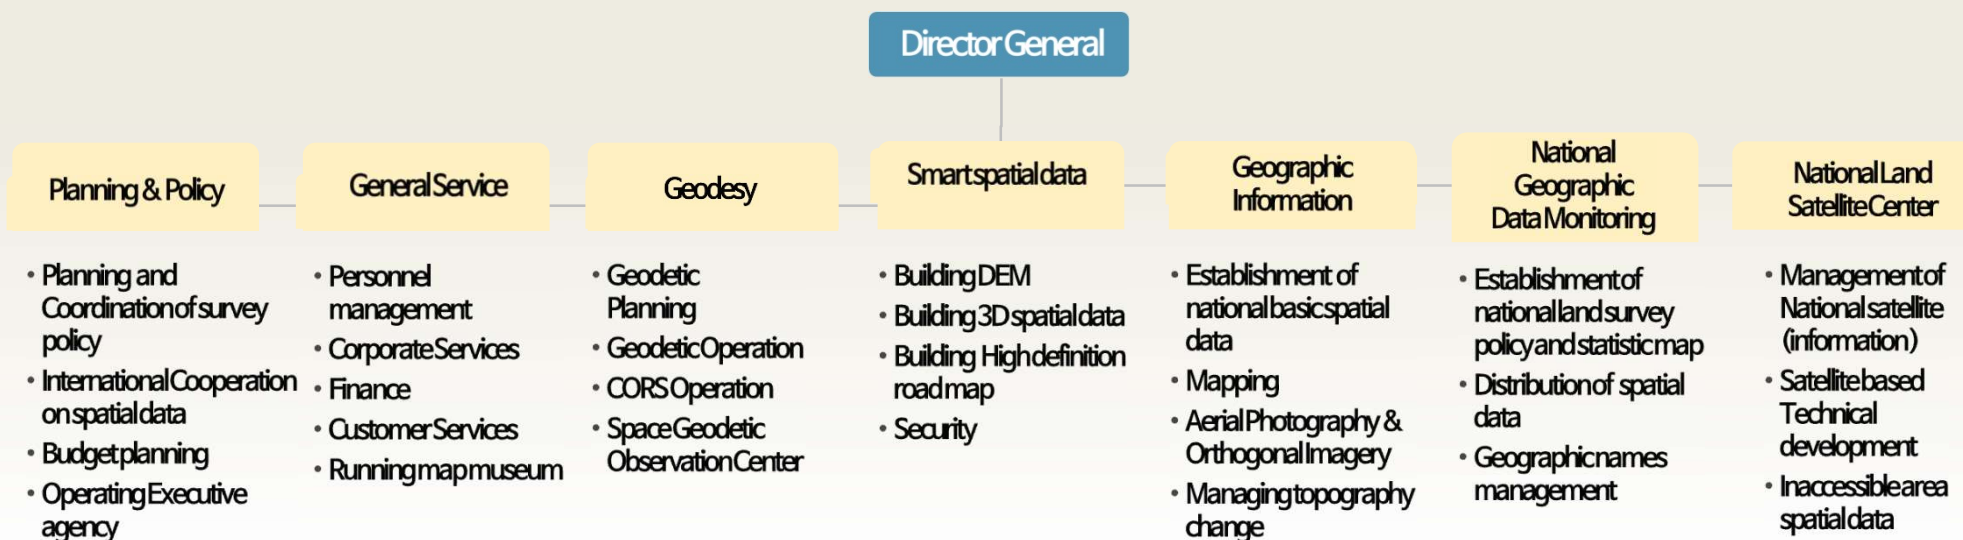 Director General
Planning & Policy
• Planning and
Coordination of survey
policy
• International Cooperation
on spatial data
• Budget planning
• Operating Executive
agency
General Service
• Personnel
management
• Corporate Services
• Finance
• Customer Services
• Running map museum
Geodesy
• Geodetic
Planning
• Geodetic Operation
• CORS Operation
• Space Geodetic
Observation Center
Smart spatial data
• Building DEM
• Building 3D spatial data
• Building High definition
road map
• Security
Geographic
Information
• Establishment of
national basic spatial
data
• Mapping
• Aerial Photography &
Orthogonal Imagery
• Managing topography
change
National
Geographic
Data Monitoring
• Establishment of
national land survey
policy and statistic map
• Distribution of spatial
data
• Geographic names
management
National Land
Satellite Center
• Management of
National satellite
(information)
• Satellite based
Technical
development
• Inaccessible area
spatial data